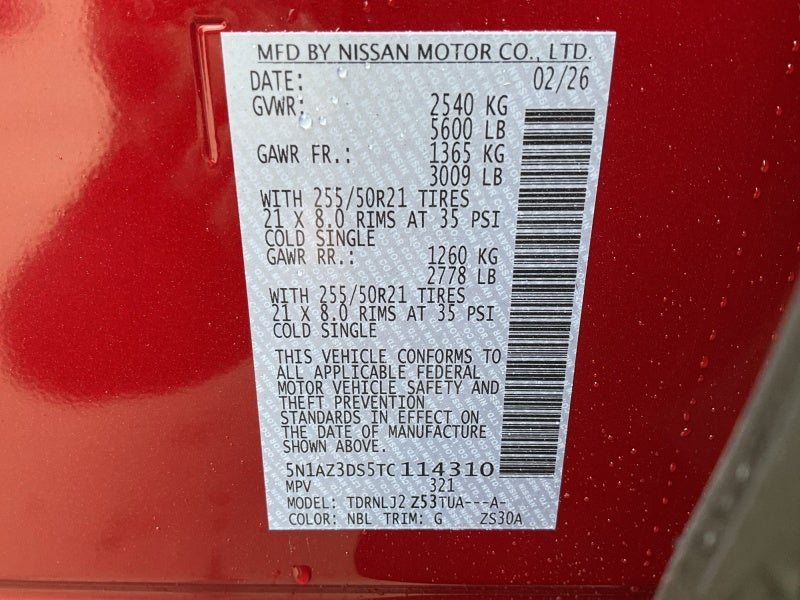 MFD BY NISSAN MOTOR CO., LTD.
DATE: 02/26
GVWR: 2540 KG
5600 LB
GAWR FR.: 1365 KG
3009 LB
WITH 255/50R21 TIRES
21 X 8.0 RIMS AT 35 PSI
COLD SINGLE
GAWR RR.: 1260 KG
2778 LB
WITH 255/50R21 TIRES
21 X 8.0 RIMS AT 35 PSI
COLD SINGLE
THIS VEHICLE CONFORMS TO
ALL APPLICABLE FEDERAL
MOTOR VEHICLE SAFETY AND
THEFT PREVENTION
STANDARDS IN EFFECT ON
THE DATE OF MANUFACTURE
SHOWN ABOVE.
5N1AZ3DS5TC114310
MPV 321
MODEL: TDRNLJ2 Z53TUA---A-
COLOR: NBL TRIM: G ZS30A